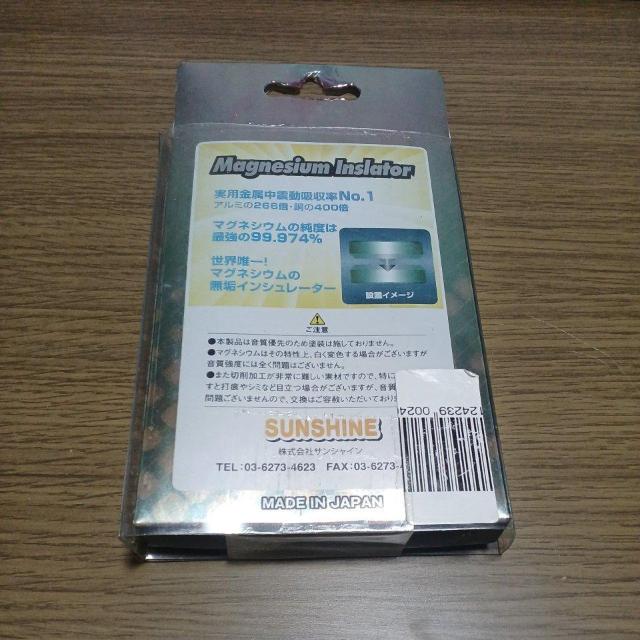 Magnesium Inslator
実用金属中震動吸収率No.1
アルミの266倍・銅の400倍
マグネシウムの純度は
最強の99.974%
世界唯一!
マグネシウムの
無垢インシュレーター
設置イメージ
ご注意
●本製品は音質優先のため塗装は施しておりません。
●マグネシウムはその特性上、白く変色する場合がございますが
音質強度には全く問題はございません。
●また切削加工が非常に難しい素材ですので、特に
すと打痕やシミなど目立つ場合がございますが、音質
問題ございませんので、交換はご容赦いただいており
124239 0024
SUNSHINE
株式会社サンシャイン
TEL:03-6273-4623 FAX:03-6273-
MADE IN JAPAN